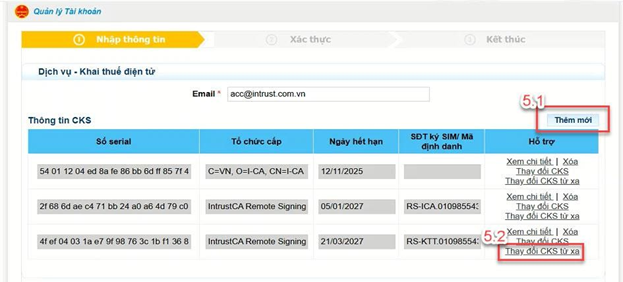 Quản lý Tài khoản
Nhập thông tin
Xác thực
Kết thúc
Dịch vụ - Khai thuế điện tử
Email * acc@intrust.com.vn
5.1
Thông tin CKS
Thêm mới
Số serial Tổ chức cấp Ngày hết hạn SĐT ký SIM/ Mã định danh Hỗ trợ
54 01 12 04 ed 8a fe 86 bb 6d ff 85 7f 4 C=VN, O=I-CA, CN=I-CA 12/11/2025
Xem chi tiết | Xóa
Thay đổi CKS
Thay đổi CKS từ xa
2f 68 6d ae c4 71 bb 24 a0 a6 4d 79 c0 IntrustCA Remote Signing 05/01/2027 RS-ICA.010985543
Xem chi tiết | Xóa
Thay đổi CKS
Thay đổi CKS từ xa
4f ef 04 03 1a e7 9f 98 76 3c 1b f1 36 8 IntrustCA Remote Signing 21/03/2027 RS-KTT.010985543
5.2
Xem chi tiết | Xóa
Thay đổi CKS
Thay đổi CKS từ xa